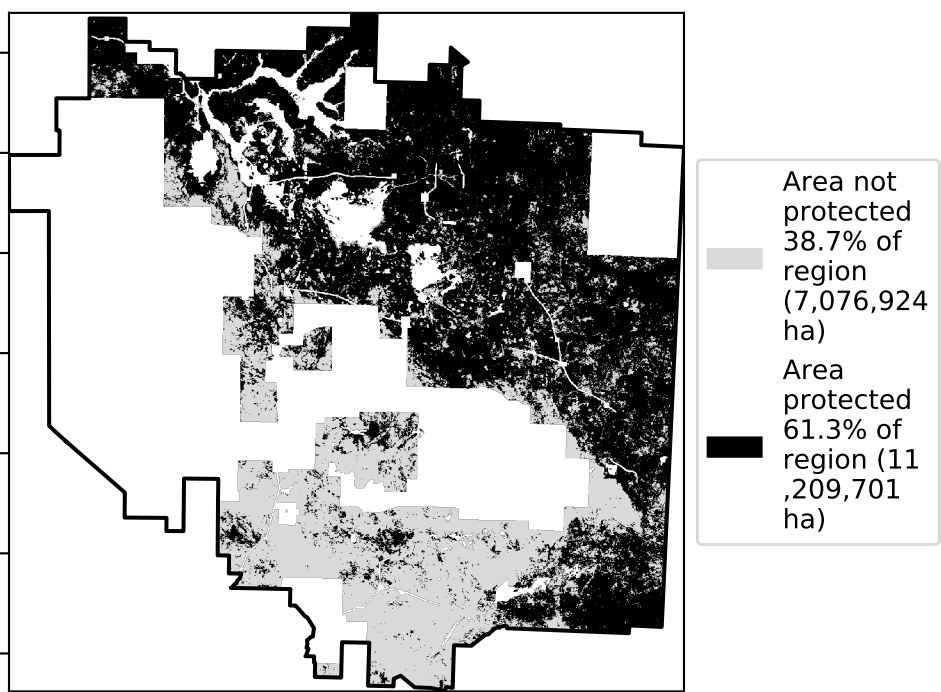 Area not
protected
38.7% of
region
(7,076,924
ha)
Area
protected
61.3% of
region (11
,209,701
ha)